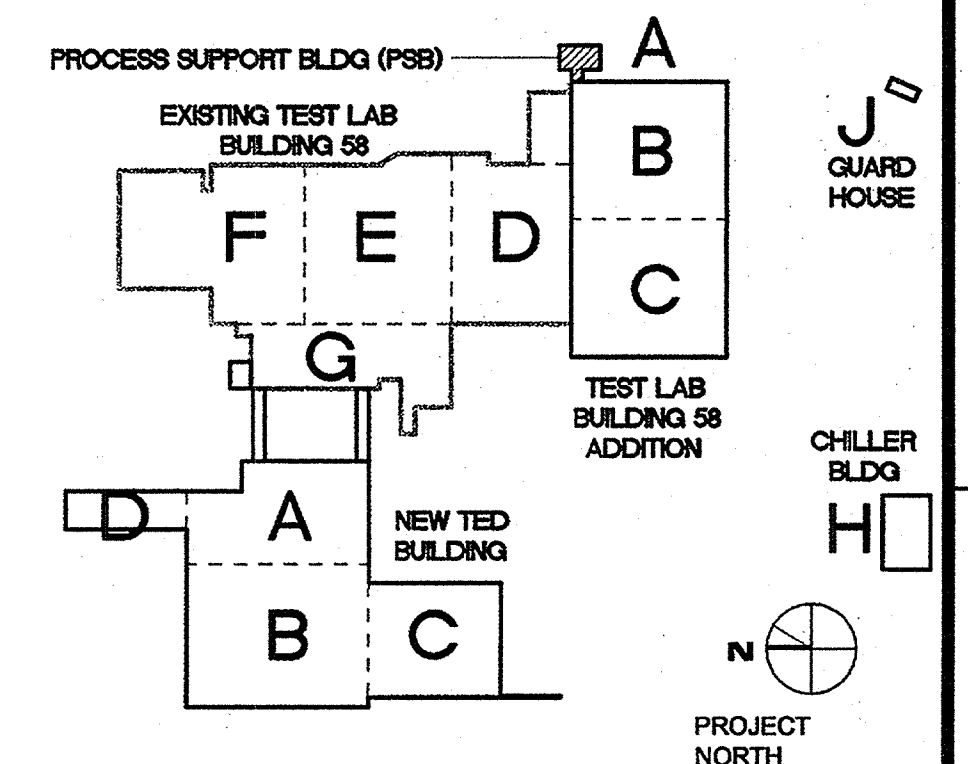 A
PROCESS SUPPORT BLDG (PSB)
EXISTING TEST LAB
BUILDING 58
J
GUARD
HOUSE
B
F
E
D
C
G
TEST LAB
BUILDING 58
ADDITION
CHILLER
BLDG
H
D
A
NEW TED
BUILDING
B
C
N
PROJECT
NORTH